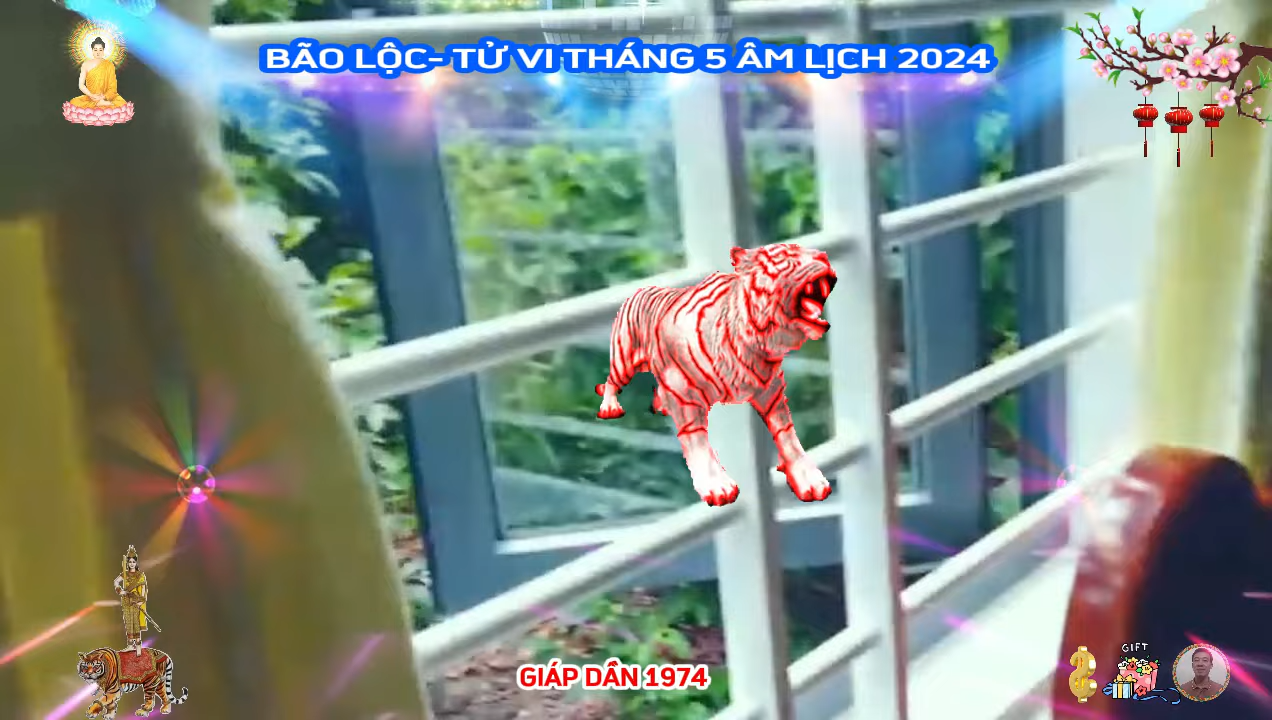 BÃO LỘC- TỬ VI THÁNG 5 ÂM LỊCH 2024
GIFT
GIÁP DẦN 1974